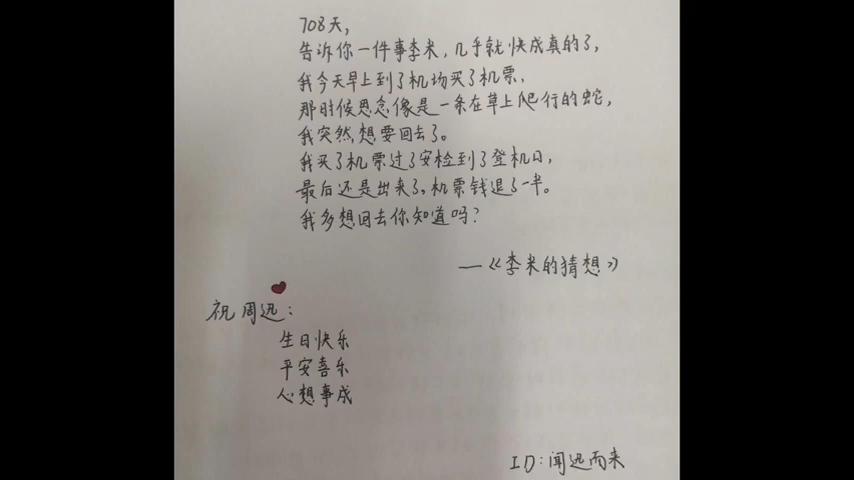 708天，
告诉你一件事李米，几乎就快成真的了，
我今天早上到了机场买了机票，
那时候思念像是一条在草上爬行的蛇，
我突然想要回去了。
我买了机票过了安检到了登机口，
最后还是出来了，机票钱退了一半。
我多想回去你知道吗？
——《李米的猜想》
祝周迅：
生日快乐
平安喜乐
心想事成
ID：闻迅而来